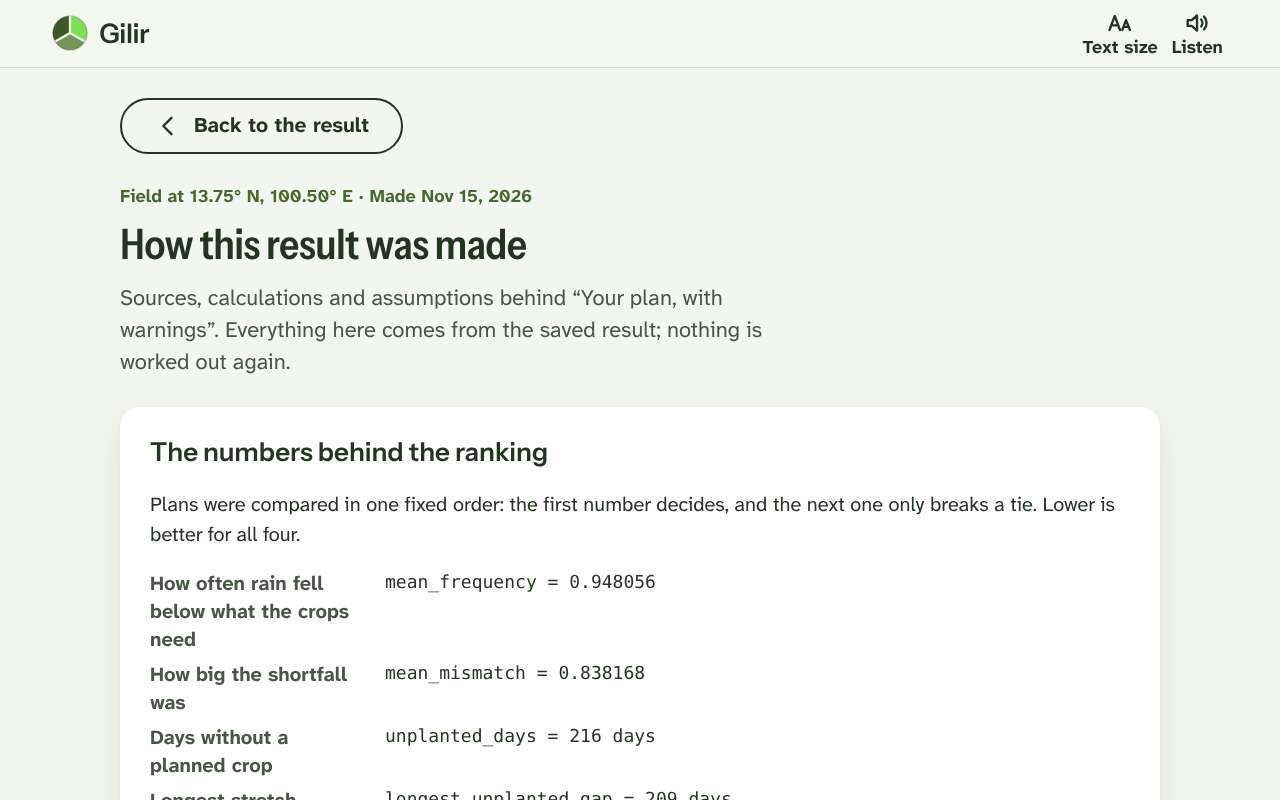 Gilir
Text size
Listen
Back to the result
Field at 13.75° N, 100.50° E · Made Nov 15, 2026
How this result was made
Sources, calculations and assumptions behind “Your plan, with
warnings”. Everything here comes from the saved result; nothing is
worked out again.
The numbers behind the ranking
Plans were compared in one fixed order: the first number decides, and the next one only breaks a tie. Lower is
better for all four.
How often rain fell
below what the crops
need
mean_frequency = 0.948056
How big the shortfall
was
mean_mismatch = 0.838168
Days without a
planned crop
unplanted_days = 216 days
Longest stretch
longest_unplanted_gap = 209 days